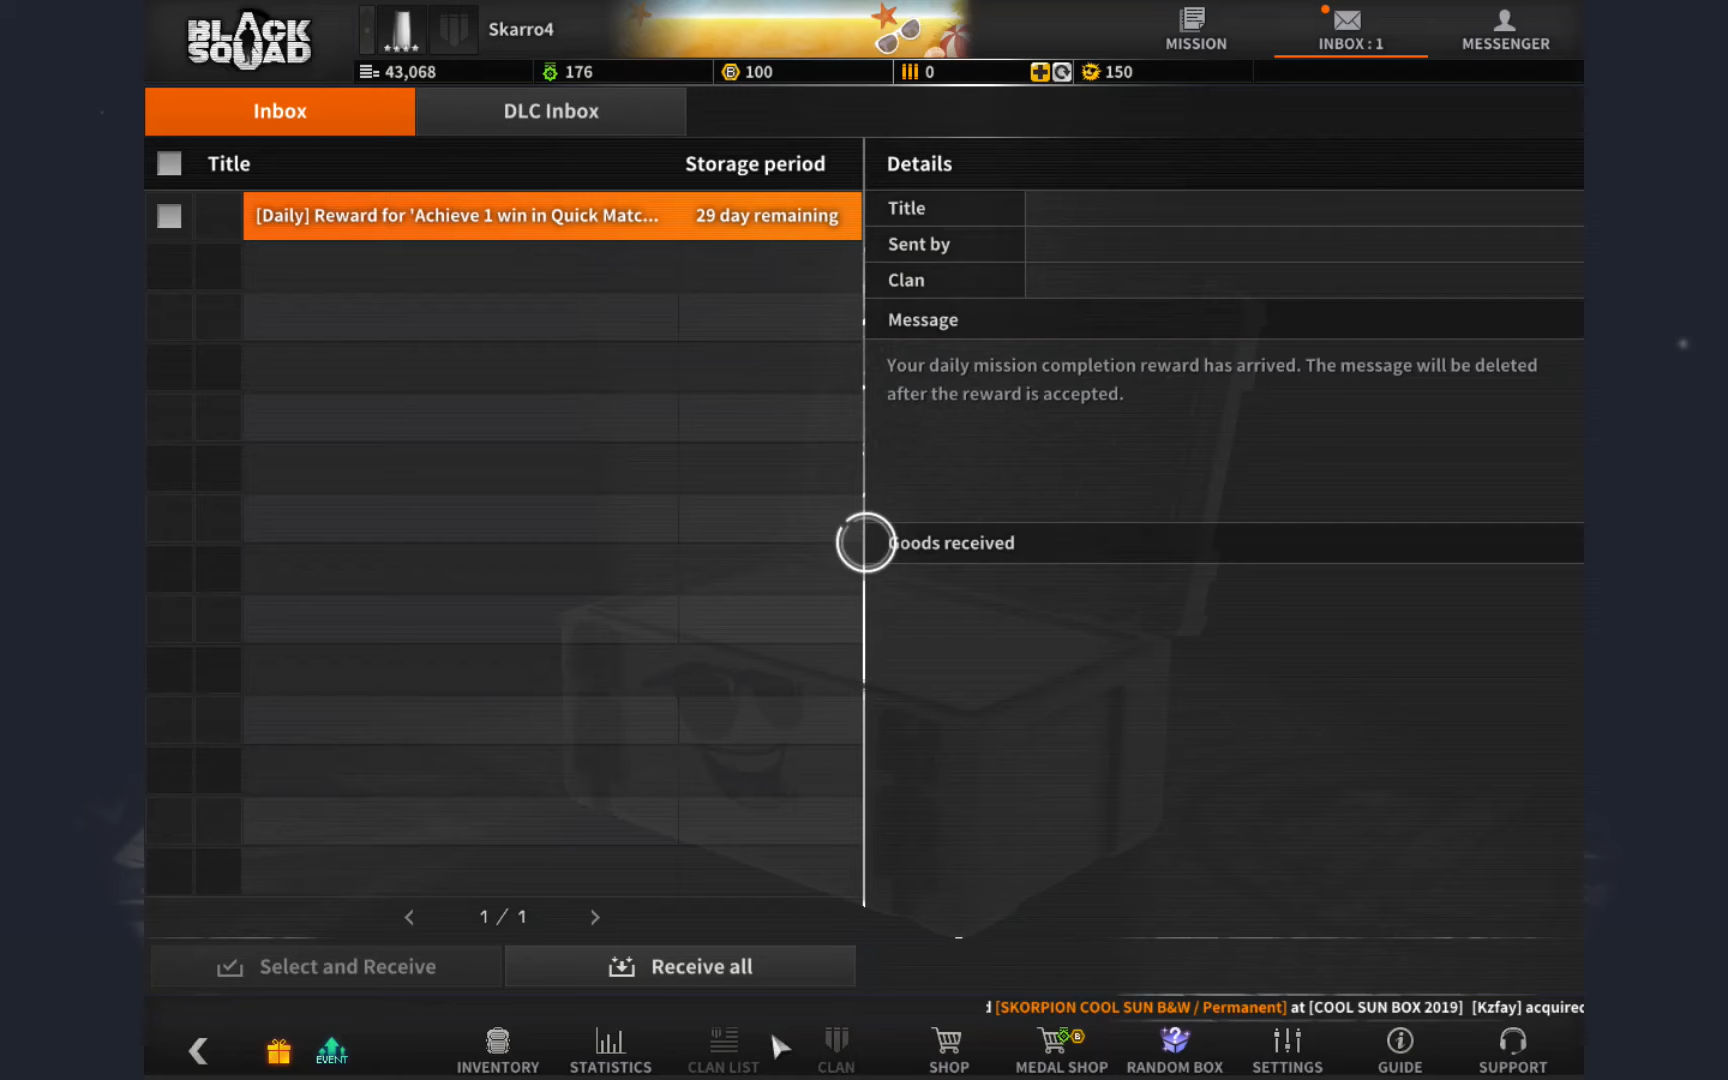 BLACK SQUAD
Skarro4
MISSION
INBOX : 1
MESSENGER
43,068
176
100
0
150
Inbox
DLC Inbox
Title
Storage period
Details
[Daily] Reward for 'Achieve 1 win in Quick Matc...
29 day remaining
Title
Sent by
Clan
Message
Your daily mission completion reward has arrived. The message will be deleted
after the reward is accepted.
Goods received
1 / 1
Select and Receive
Receive all
[SKORPION COOL SUN B&W / Permanent] at [COOL SUN BOX 2019] [Kzfay] acquired
EVENT
INVENTORY
STATISTICS
CLAN LIST
CLAN
SHOP
MEDAL SHOP
RANDOM BOX
SETTINGS
GUIDE
SUPPORT